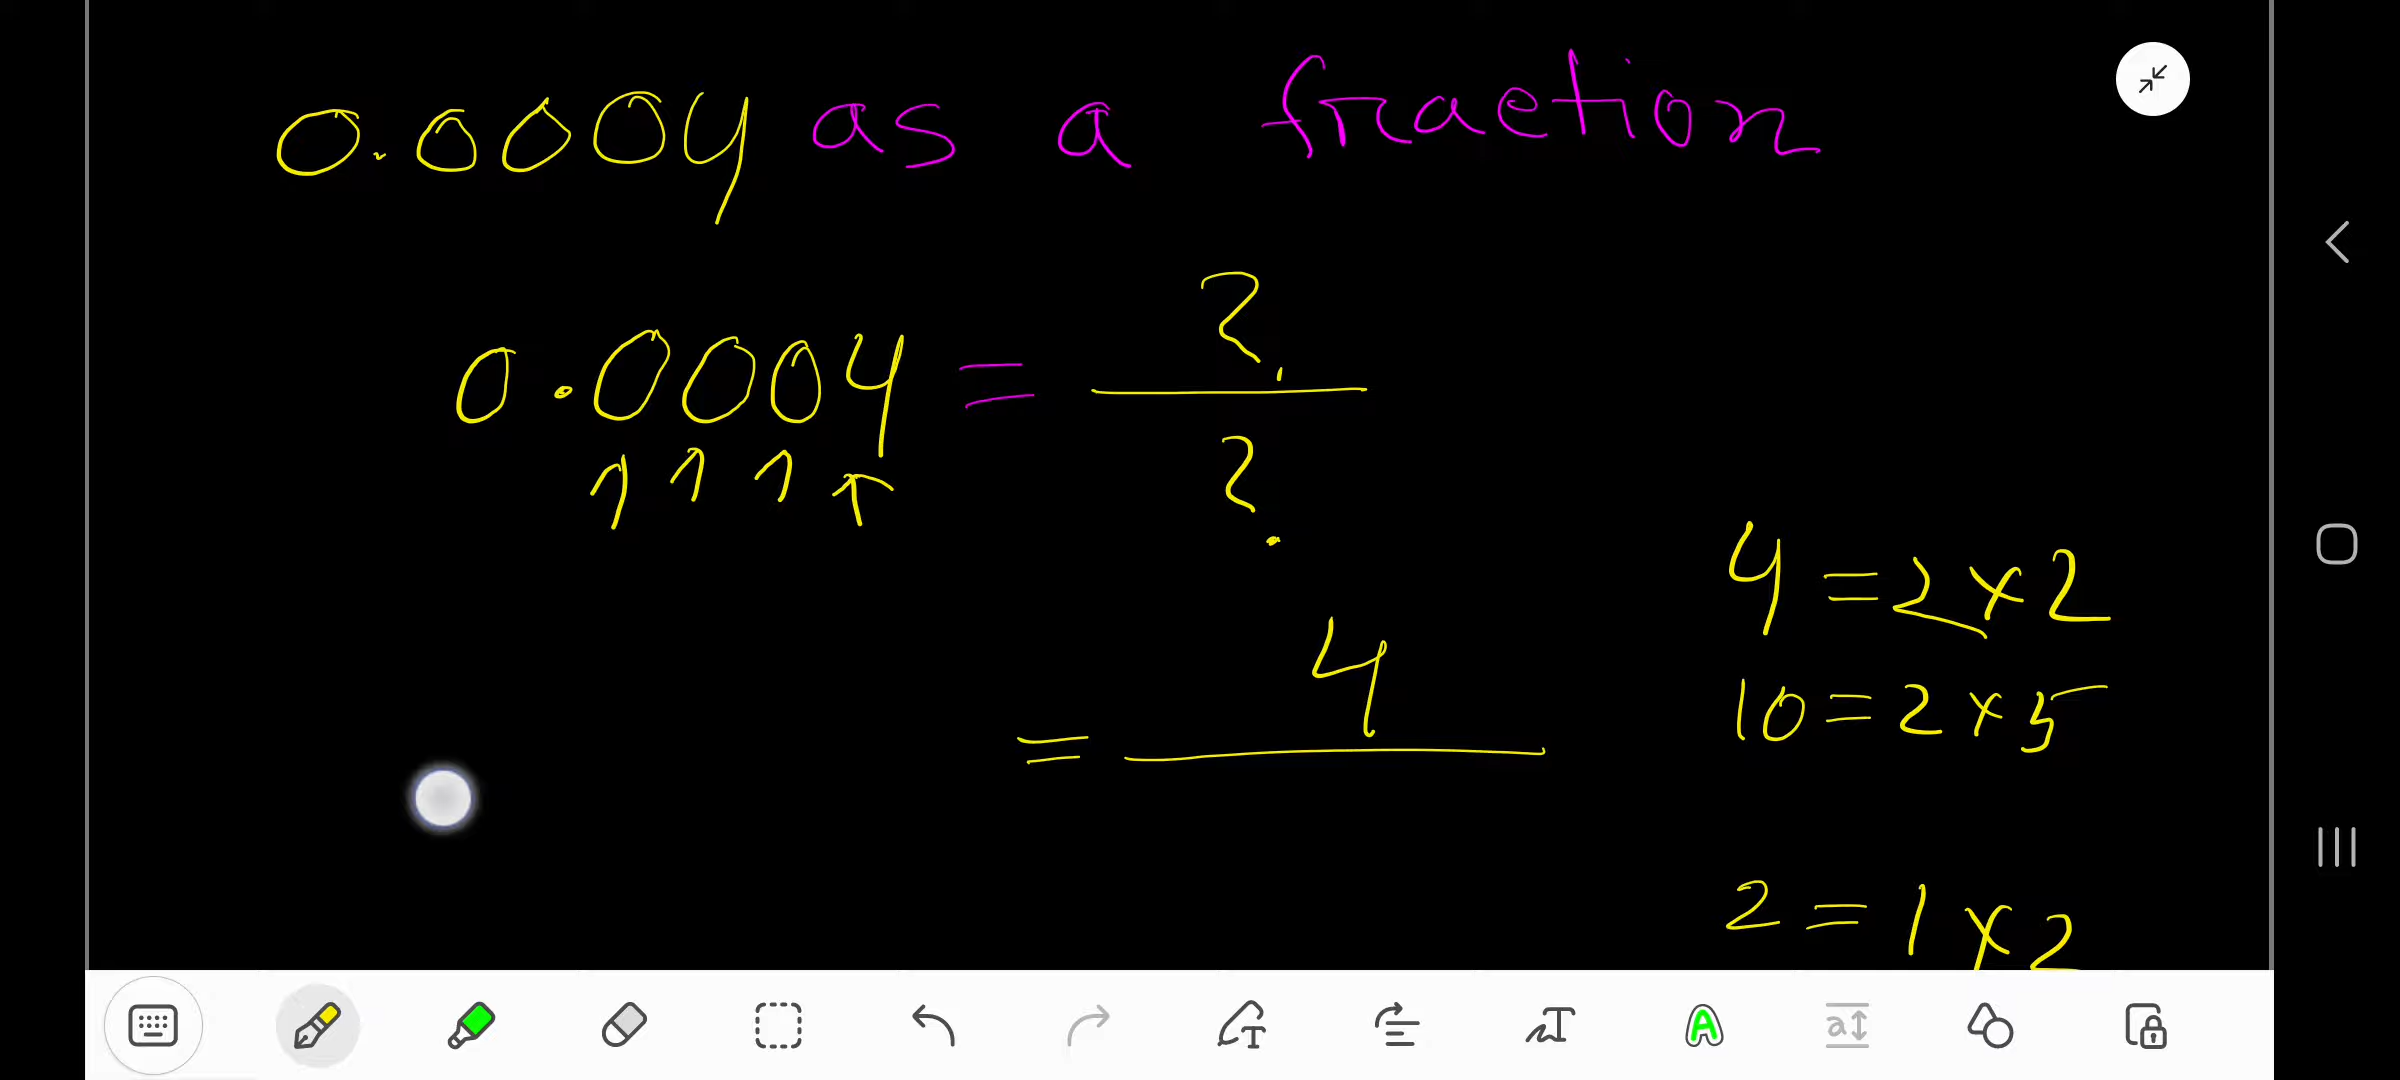 0.0004 as a fraction
0.0004 = ?
?
= 4
4 = 2 x 2
10 = 2 x 5
2 = 1 x 2